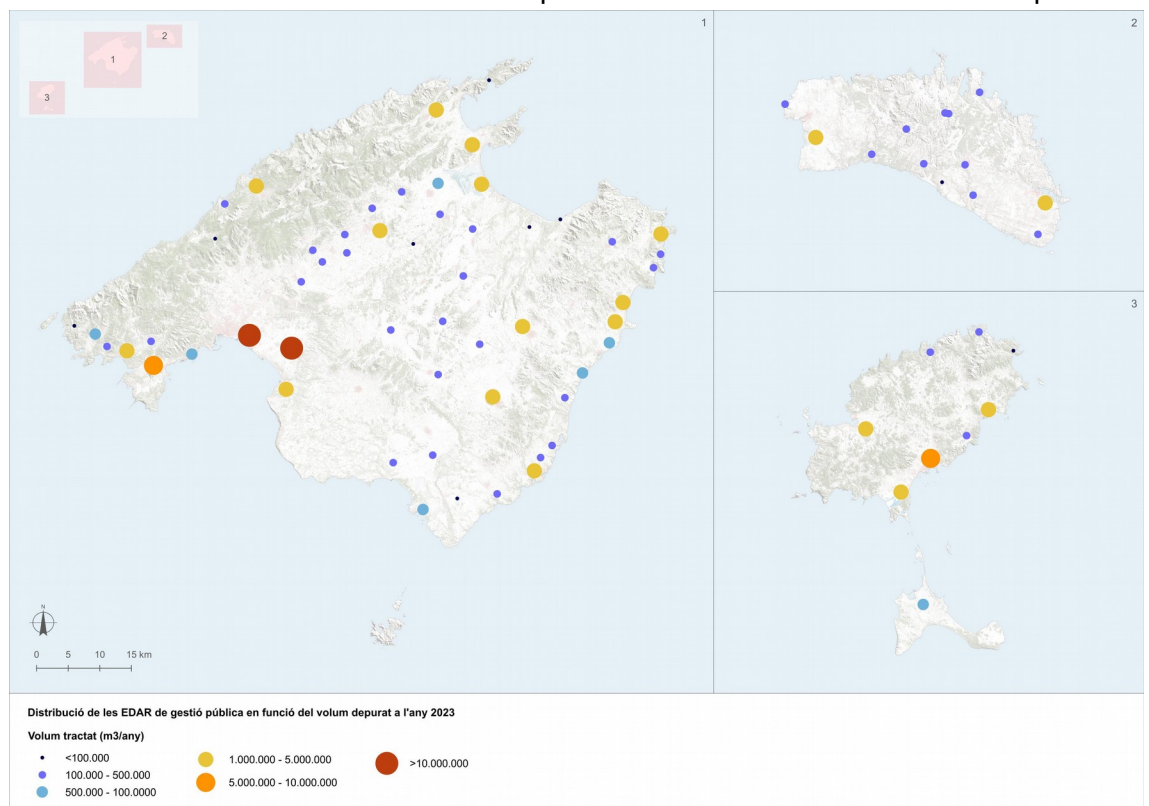 1
2
3
1
2
3
N
0 5 10 15 km
Distribució de les EDAR de gestió pública en funció del volum depurat a l'any 2023
Volum tractat (m3/any)
<100.000
100.000 - 500.000
500.000 - 100.0000
1.000.000 - 5.000.000
5.000.000 - 10.000.000
>10.000.000